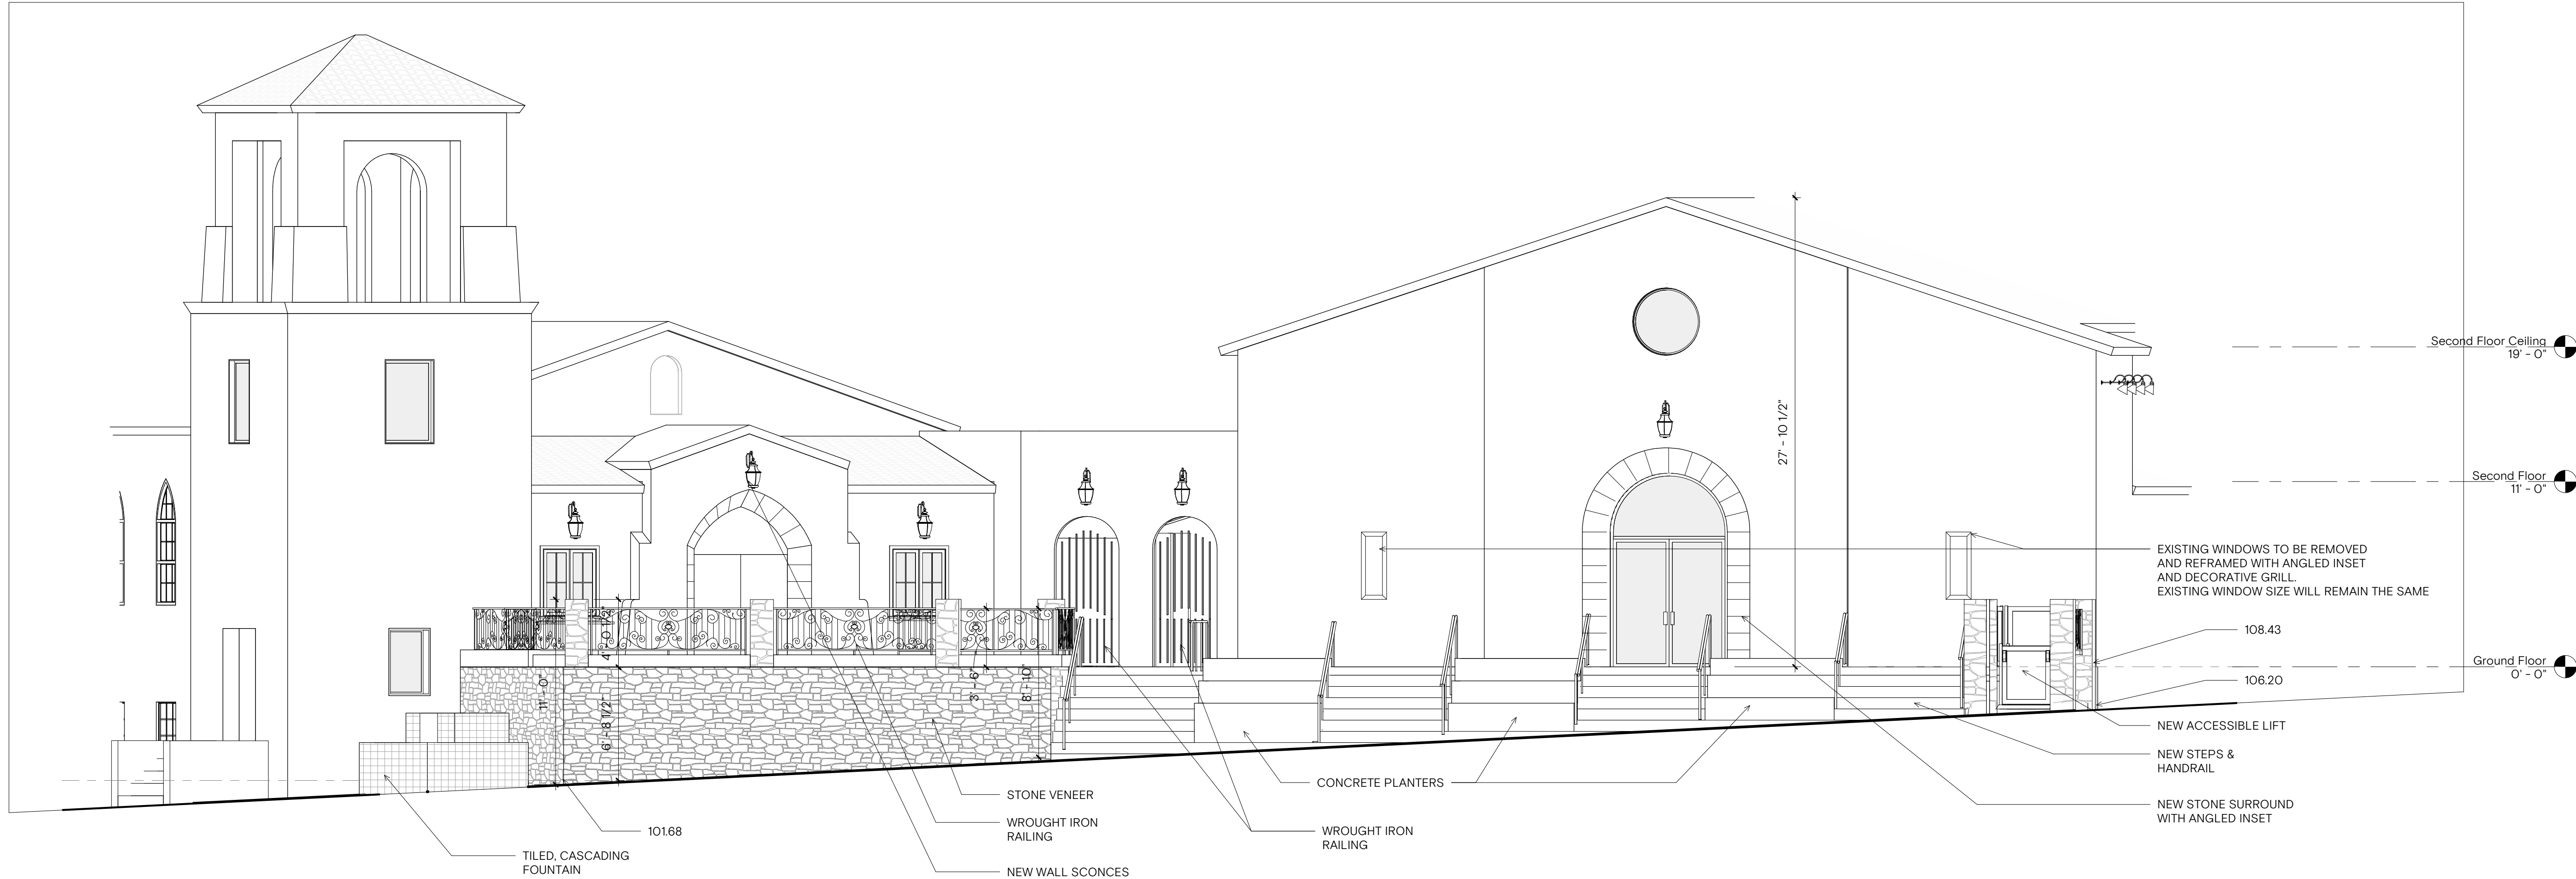 27' - 10 1/2"
Second Floor Ceiling
19' - 0"
Second Floor
11' - 0"
EXISTING WINDOWS TO BE REMOVED
AND REFRAMED WITH ANGLED INSET
AND DECORATIVE GRILL.
EXISTING WINDOW SIZE WILL REMAIN THE SAME
108.43
Ground Floor
0' - 0"
106.20
NEW ACCESSIBLE LIFT
NEW STEPS &
HANDRAIL
NEW STONE SURROUND
WITH ANGLED INSET
11' - 0"
4' - 0 1/2"
6' - 8 1/2"
3' - 6"
8' - 10"
CONCRETE PLANTERS
STONE VENEER
WROUGHT IRON
RAILING
WROUGHT IRON
RAILING
101.68
TILED, CASCADING
FOUNTAIN
NEW WALL SCONCES